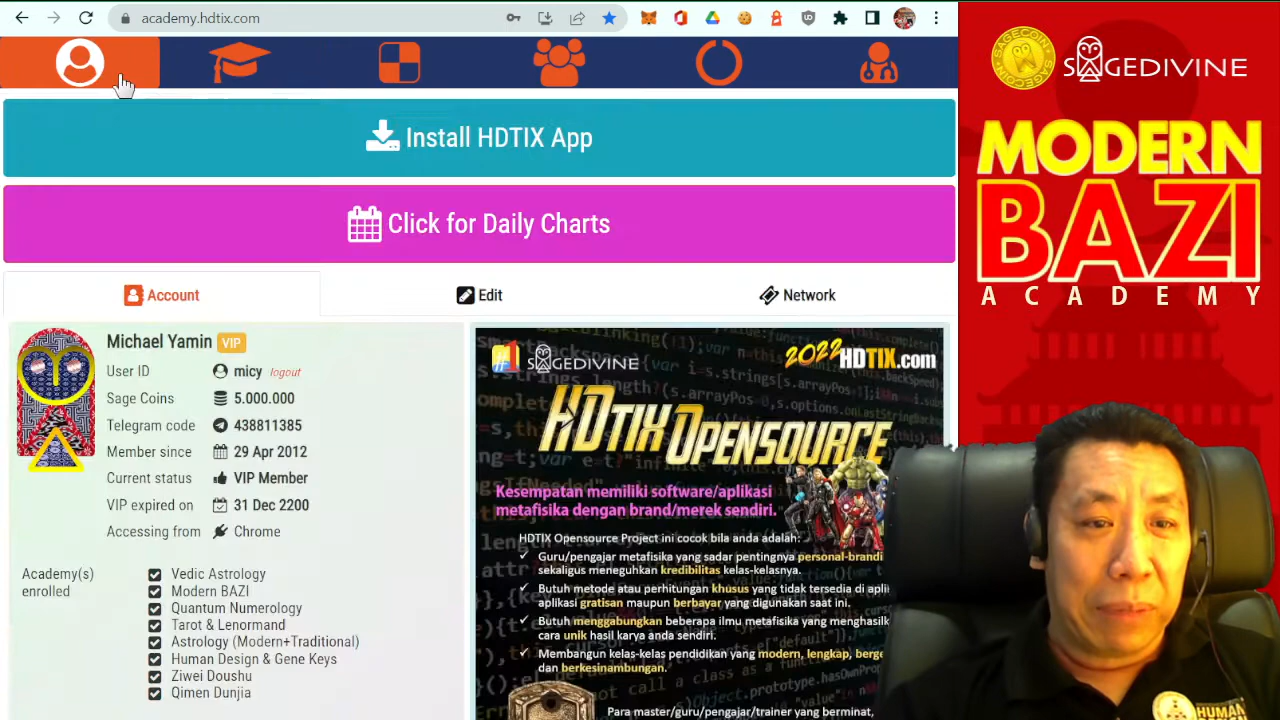 academy.hdtix.com
Install HDTIX App
Click for Daily Charts
Account
Edit
Network
Michael Yamin VIP
User ID micy logout
Sage Coins 5.000.000
Telegram code 438811385
Member since 29 Apr 2012
Current status VIP Member
VIP expired on 31 Dec 2200
Accessing from Chrome
Academy(s)
enrolled
Vedic Astrology
Modern BAZI
Quantum Numerology
Tarot & Lenormand
Astrology (Modern+Traditional)
Human Design & Gene Keys
Ziwei Doushu
Qimen Dunjia
SAGEDIVINE
2022 HDTIX.com
HDTIX OPENSOURCE
Kesempatan memiliki software/aplikasi
metafisika dengan brand/merek sendiri.
HDTIX Opensource Project ini cocok bila anda adalah:
Guru/pengajar metafisika yang sadar pentingnya personal-brandi
sekaligus meneguhkan kredibilitas kelas-kelasnya.
Butuh metode atau perhitungan khusus yang tidak tersedia di apli
aplikasi gratisan maupun berbayar yang digunakan saat ini.
Butuh menggabungkan beberapa ilmu metafisika yang menghasil
cara unik hasil karya anda sendiri.
Membangun kelas-kelas pendidikan yang modern, lengkap, berge
dan berkesinambungan.
Para master/guru/pengajar/trainer yang berminat,
SAGECOIN
SAGEDIVINE
MODERN
BAZI
ACADEMY
HUMAN